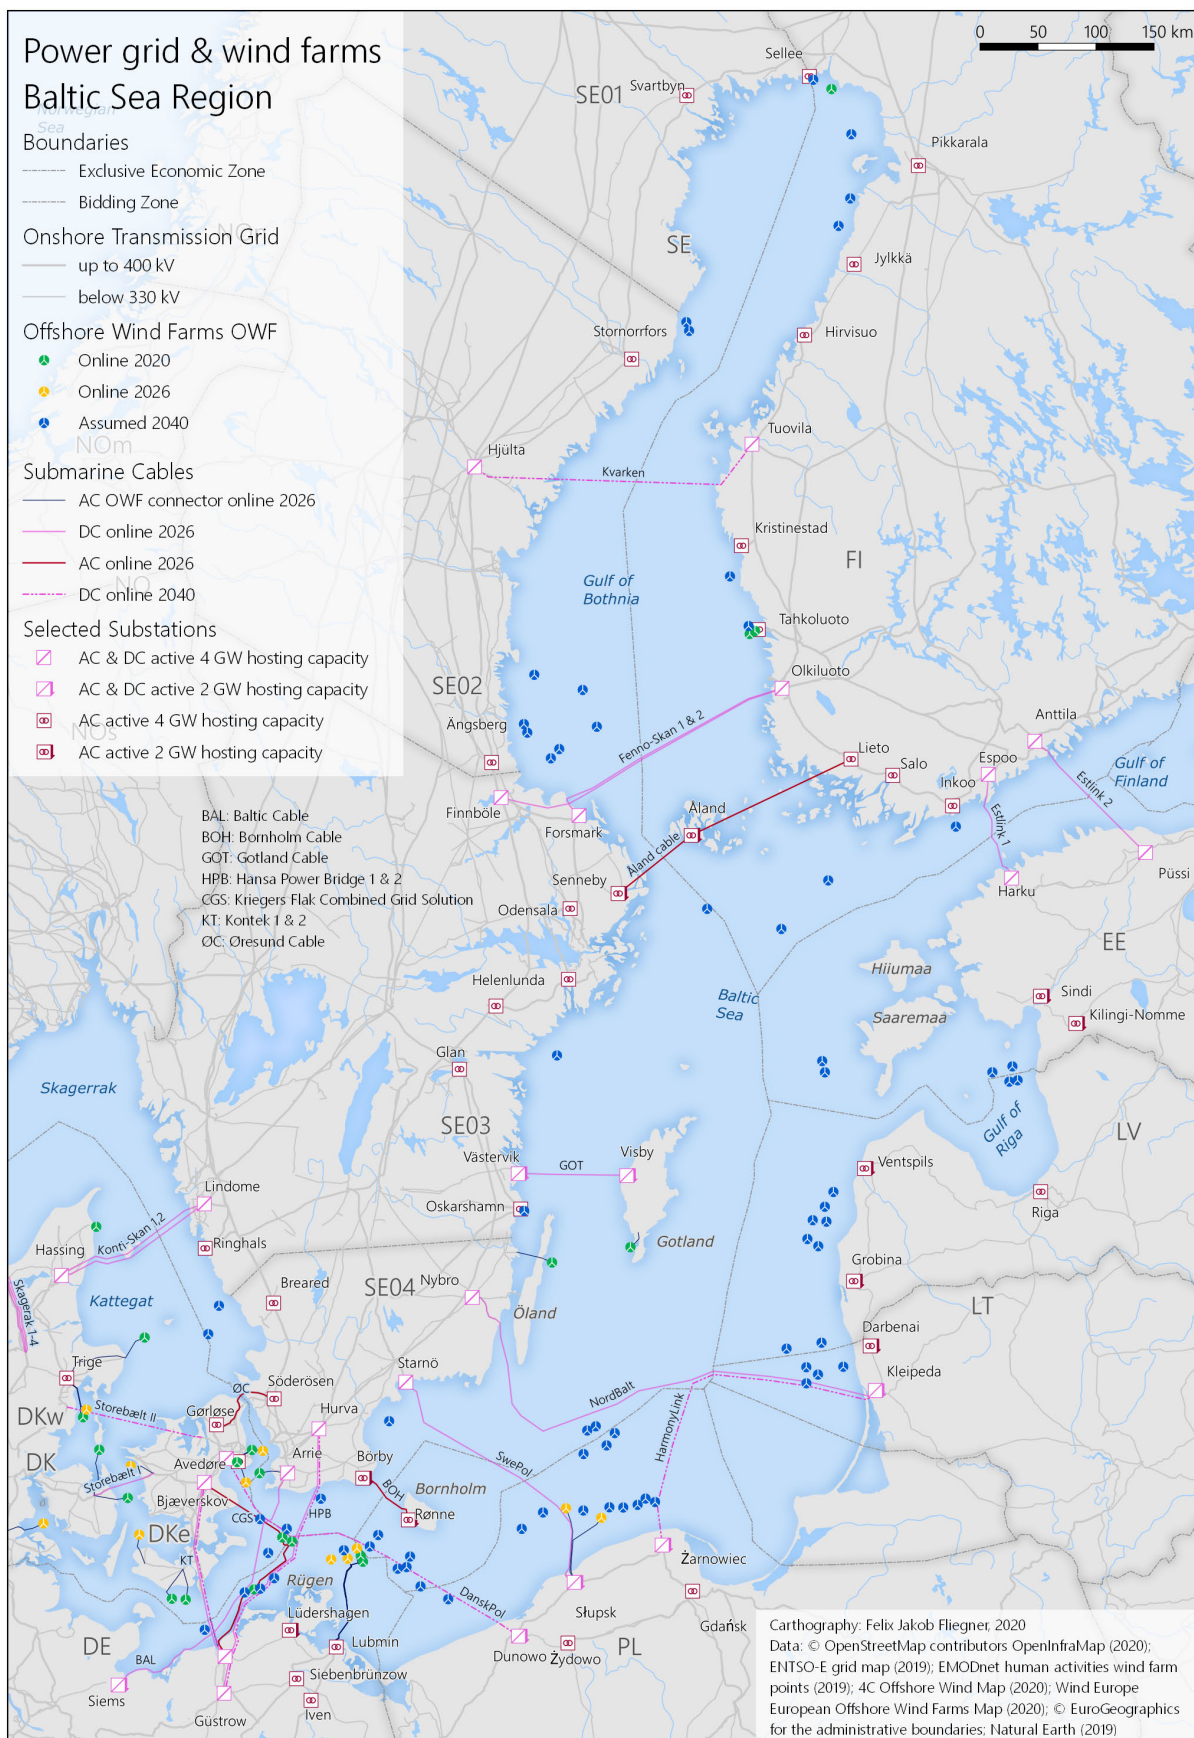 Power grid & wind farms
Baltic Sea Region
Norwegian
Sea
Boundaries
Exclusive Economic Zone
Bidding Zone
Onshore Transmission Grid
up to 400 kV
below 330 kV
Offshore Wind Farms OWF
Online 2020
Online 2026
Assumed 2040
NOm
Submarine Cables
AC OWF connector online 2026
DC online 2026
AC online 2026
DC online 2040
NO
Selected Substations
AC & DC active 4 GW hosting capacity
AC & DC active 2 GW hosting capacity
AC active 4 GW hosting capacity
NOs
AC active 2 GW hosting capacity
BAL: Baltic Cable
BOH: Bornholm Cable
GOT: Gotland Cable
HPB: Hansa Power Bridge 1 & 2
CGS: Kriegers Flak Combined Grid Solution
KT: Kontek 1 & 2
ØC: Øresund Cable
0 50 100 150 km
Sellee
Svartbyn
SE01
Pikkarala
SE
Jylkkä
Stornorrfors
Hirvisuo
Tuovila
Hjülta
Kvarken
Kristinestad
FI
Gulf of
Bothnia
Tahkoluoto
Olkiluoto
SE02
Ängsberg
Fenno-Skan 1 & 2
Anttila
Lieto
Salo
Espoo
Inkoo
Gulf of
Finland
Estlink 2
Estlink 1
Finnböle
Forsmark
Åland
Åland cable
Senneby
Odensala
Harku
Püssi
EE
Helenlunda
Hiiumaa
Saaremaa
Baltic
Sea
Sindi
Kilingi-Nomme
Glan
Skagerrak
SE03
Gulf of
Riga
LV
Västervik
GOT
Visby
Ventspils
Riga
Lindome
Oskarshamn
Konti-Skan 1,2
Hassing
Ringhals
Gotland
Grobina
Skagerak 1-4
Kattegat
Breared
SE04
Nybro
Öland
LT
Darbenai
Kleipeda
Trige
Starnö
ØC
Söderösen
NordBalt
HarmonyLink
DKw
Storebælt II
Gørløse
Hurva
DK
Avedøre
Arrie
Börby
SwePol
Storebælt I
Bjæverskov
BOH
Bornholm
Rønne
CGS
HPB
DKe
KT
Rügen
Żarnowiec
DanskPol
Słupsk
Gdańsk
Lüdershagen
Lubmin
Dunowo
Żydowo
PL
DE
BAL
Siems
Siebenbrünzow
Iven
Güstrow
Carthography: Felix Jakob Fliegner, 2020
Data: © OpenStreetMap contributors OpenInfraMap (2020);
ENTSO-E grid map (2019); EMODnet human activities wind farm
points (2019); 4C Offshore Wind Map (2020); Wind Europe
European Offshore Wind Farms Map (2020); © EuroGeographics
for the administrative boundaries; Natural Earth (2019)